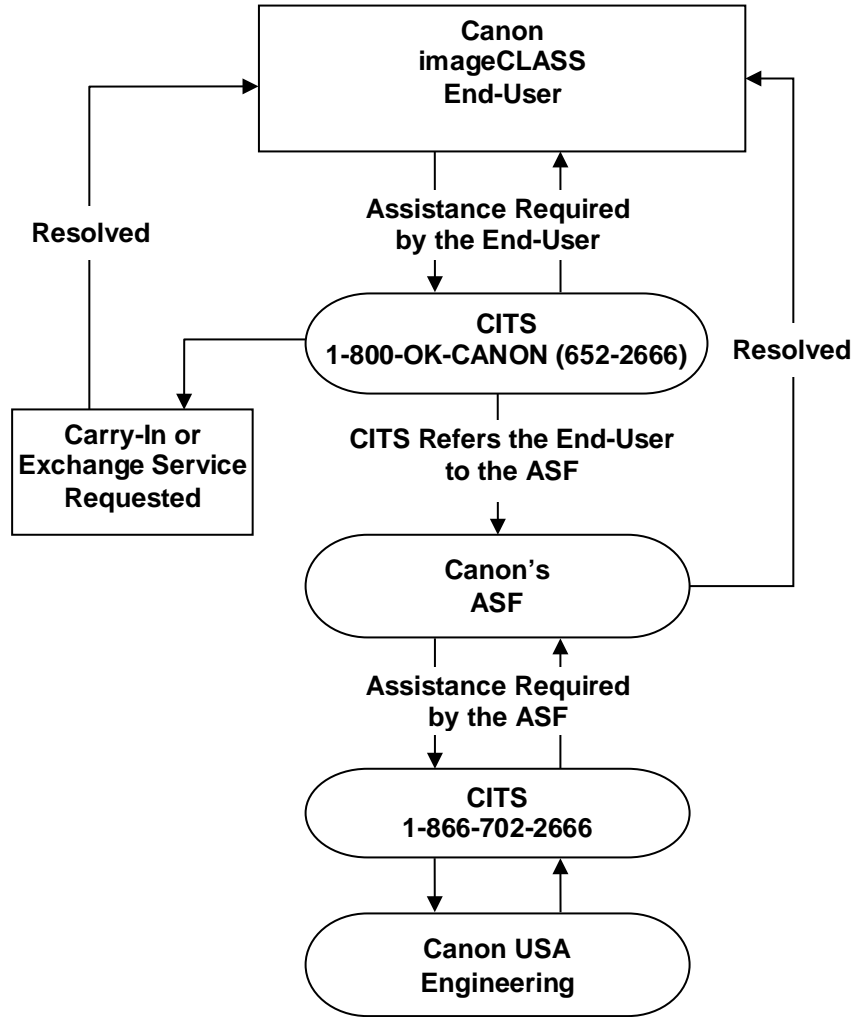 Canon
imageCLASS
End-User
Assistance Required
by the End-User
Resolved
CITS
1-800-OK-CANON (652-2666)
Resolved
Carry-In or
Exchange Service
Requested
CITS Refers the End-User
to the ASF
Canon's
ASF
Assistance Required
by the ASF
CITS
1-866-702-2666
Canon USA
Engineering